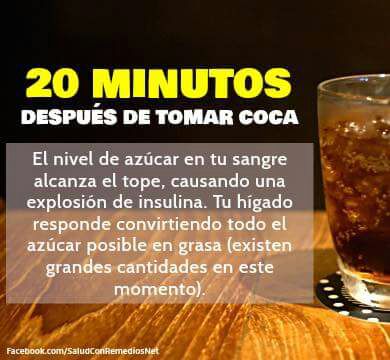 20 MINUTOS
DESPUÉS DE TOMAR COCA
El nivel de azúcar en tu sangre
alcanza el tope, causando una
explosión de insulina. Tu hígado
responde convirtiendo todo el
azúcar posible en grasa (existen
grandes cantidades en este
momento).
Facebook.com/SaludConRemediosNet